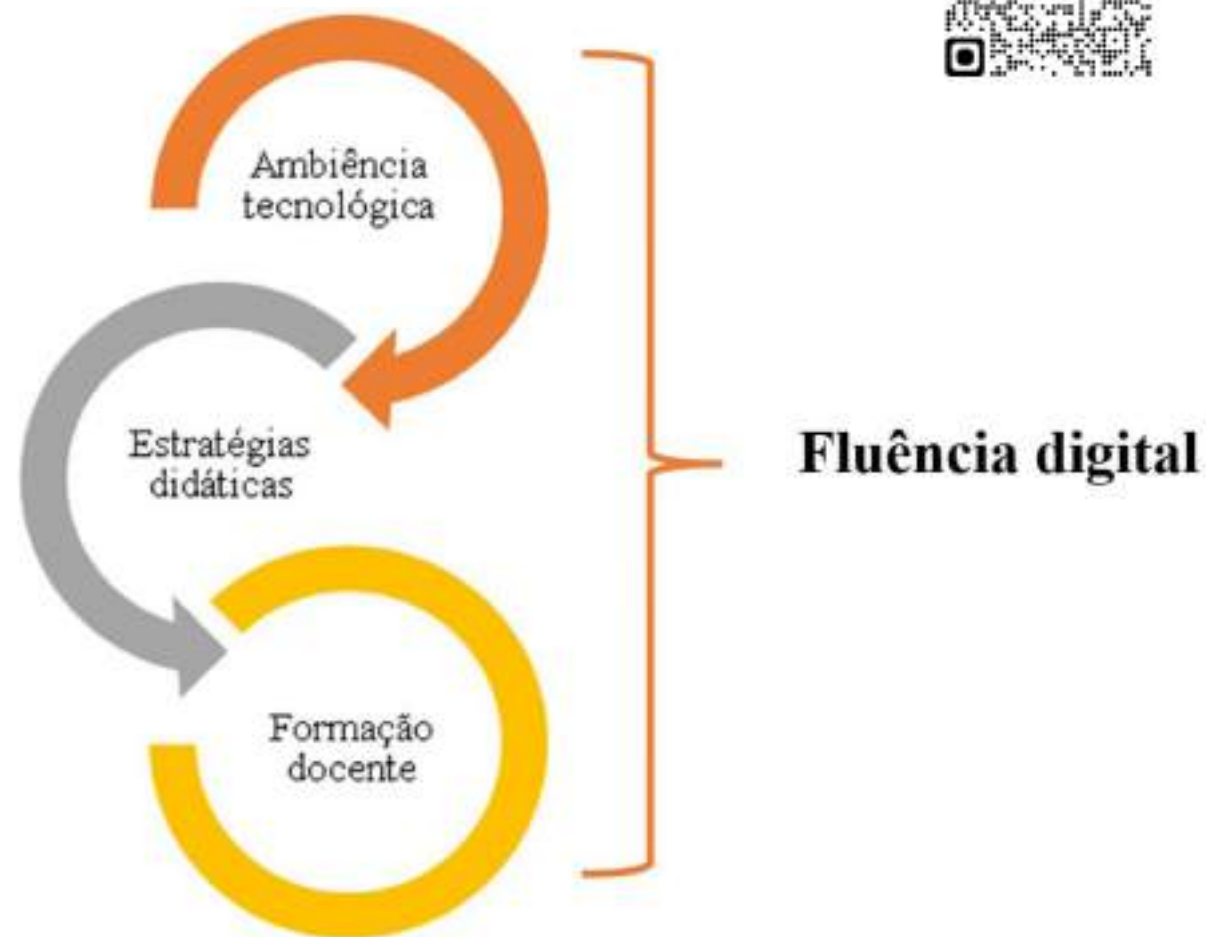 Ambiência
tecnológica
Estratégias
didáticas
Fluência digital
Formação
docente